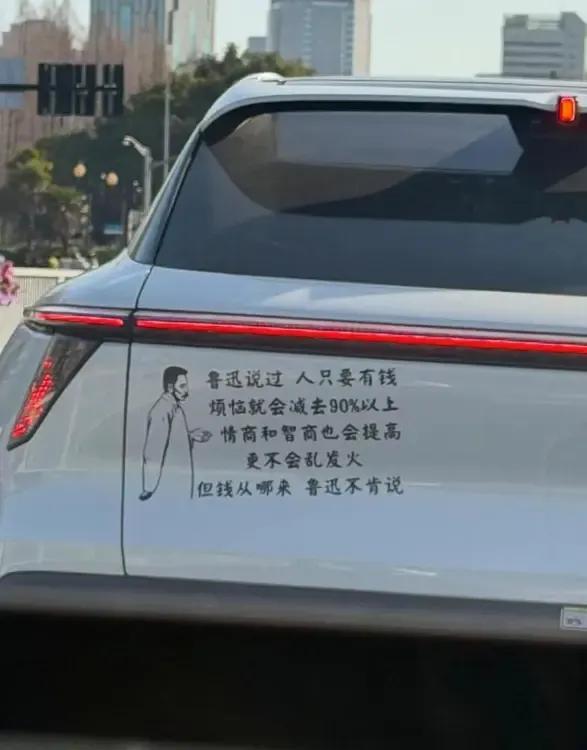 鲁迅说过 人只要有钱
烦恼就会减去90%以上
情商和智商也会提高
更不会乱发火
但钱从哪来 鲁迅不肯说